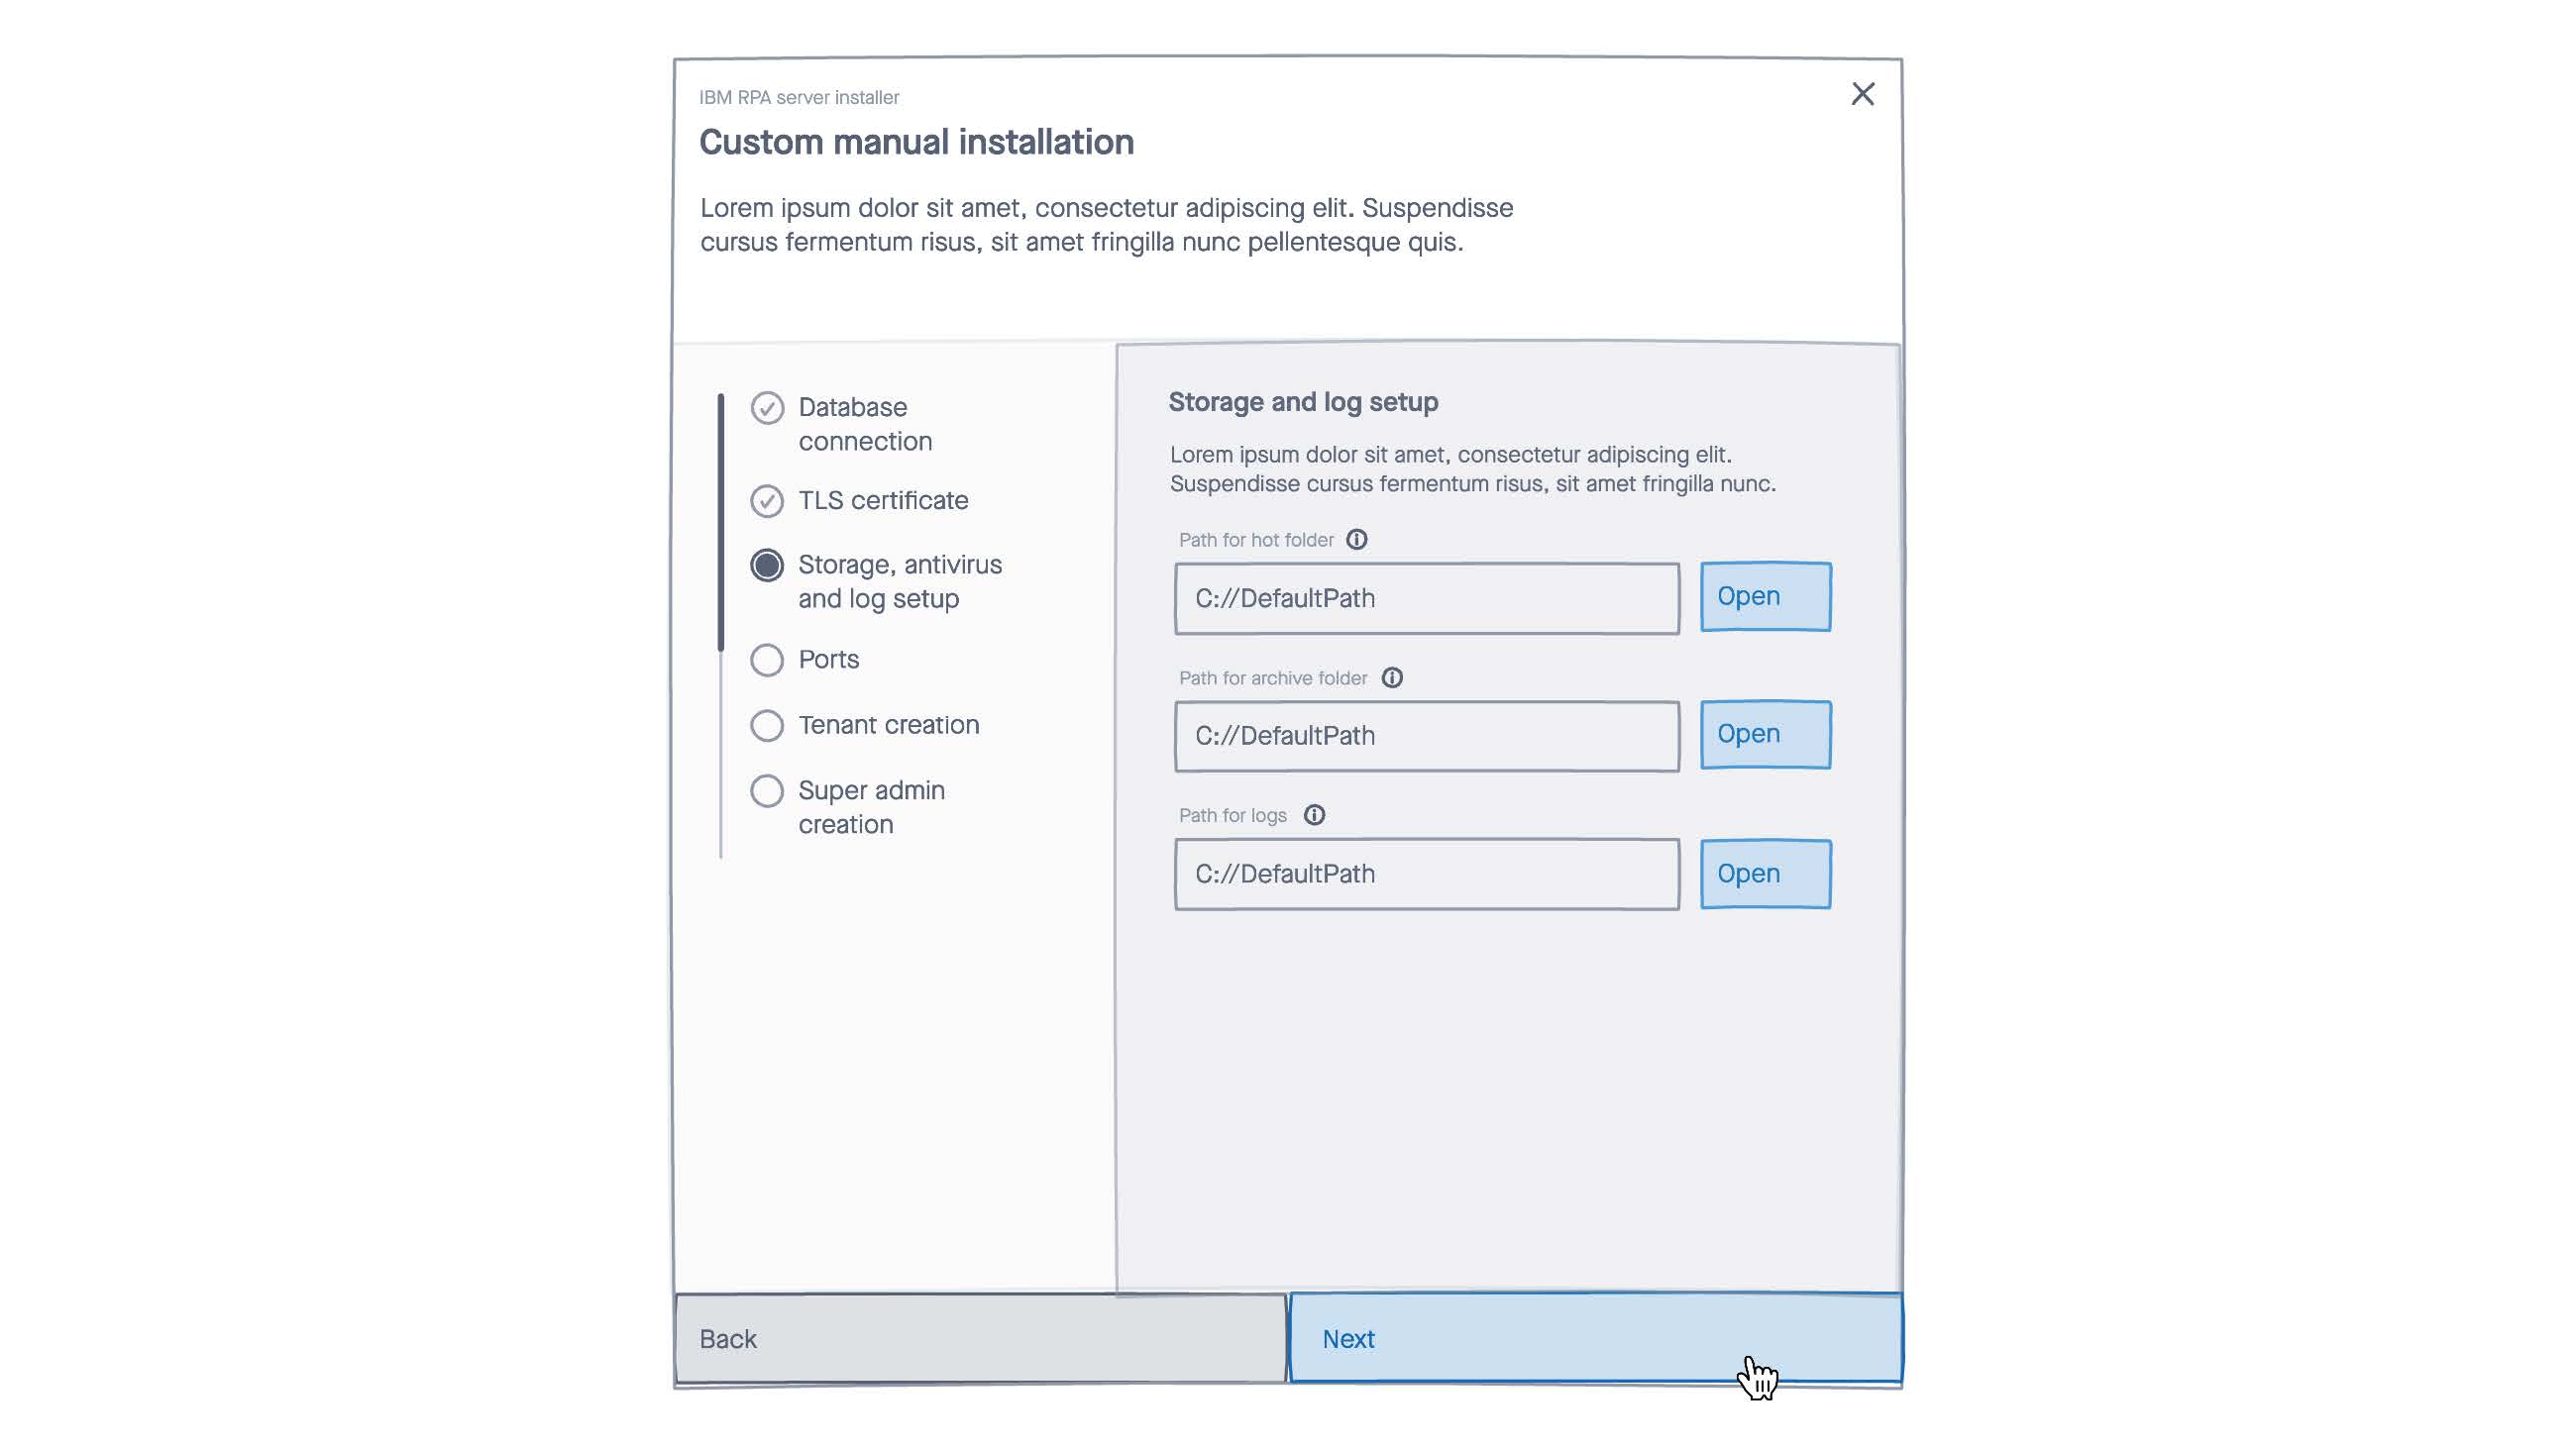 IBM RPA server installer
Custom manual installation
Lorem ipsum dolor sit amet, consectetur adipiscing elit. Suspendisse
cursus fermentum risus, sit amet fringilla nunc pellentesque quis.
Database
connection
TLS certificate
Storage, antivirus
and log setup
Ports
Tenant creation
Super admin
creation
Storage and log setup
Lorem ipsum dolor sit amet, consectetur adipiscing elit.
Suspendisse cursus fermentum risus, sit amet fringilla nunc.
Path for hot folder
C://DefaultPath
Open
Path for archive folder
C://DefaultPath
Open
Path for logs
C://DefaultPath
Open
Back
Next